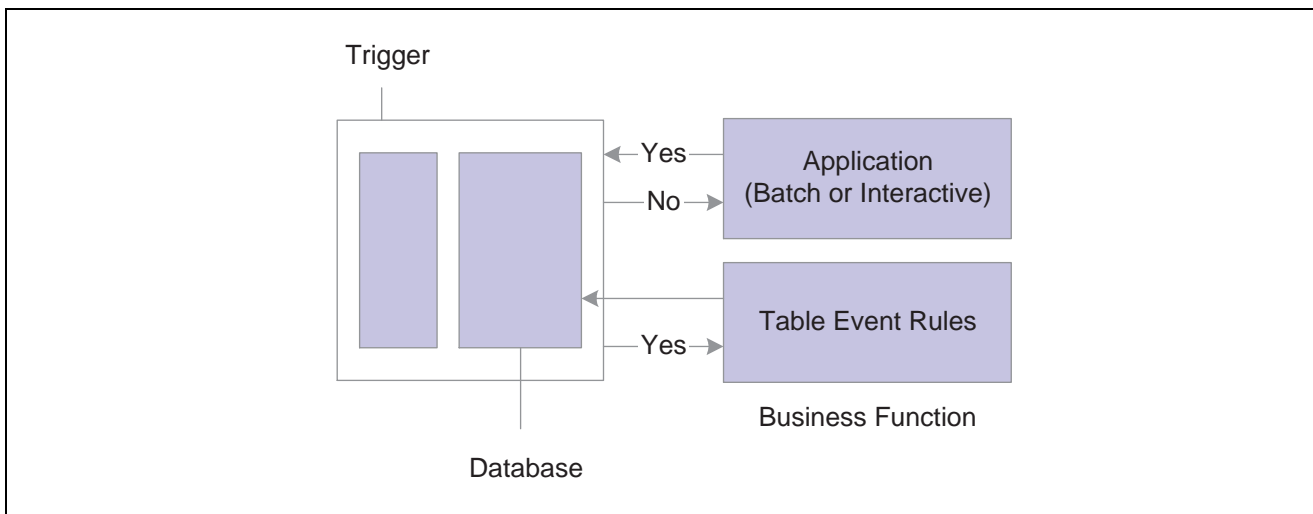 Trigger
Yes
Application
(Batch or Interactive)
No
Table Event Rules
Yes
Business Function
Database